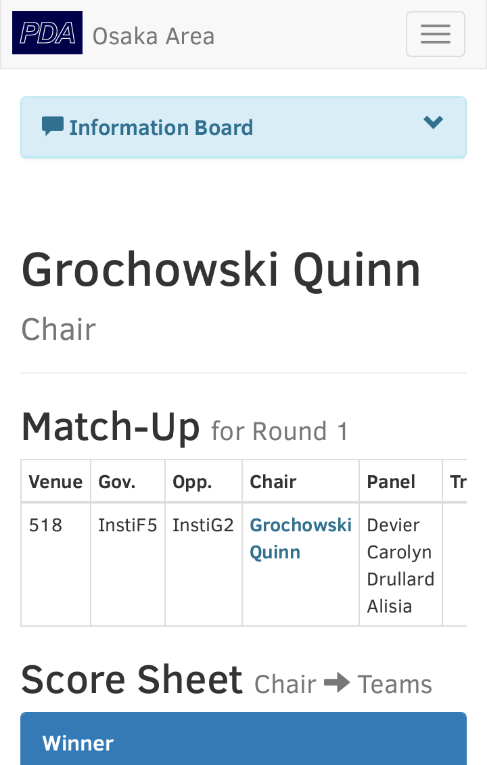 PDA Osaka Area
Information Board
Grochowski Quinn
Chair
Match-Up for Round 1
Venue Gov. Opp. Chair Panel Tr
518 InstiF5 InstiG2 Grochowski Devier
Quinn Carolyn
Drullard
Alisia
Score Sheet Chair ➔ Teams
Winner